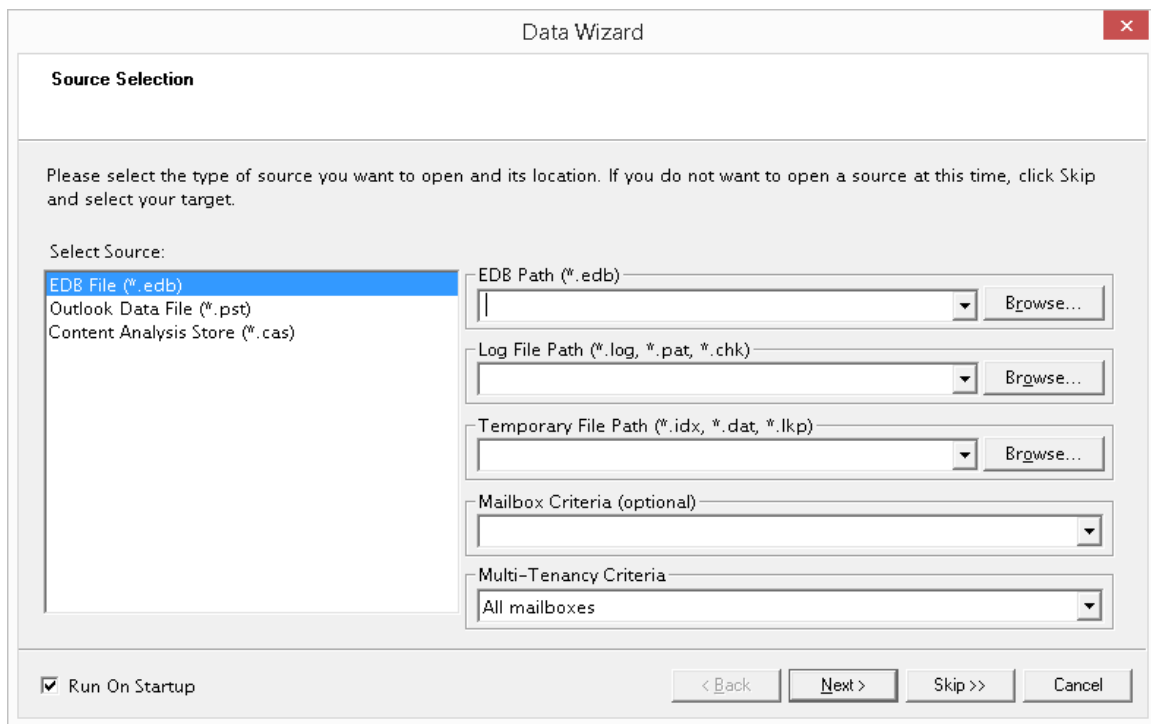 Data Wizard
Source Selection
Please select the type of source you want to open and its location. If you do not want to open a source at this time, click Skip
and select your target.
Select Source:
EDB File (*.edb)
Outlook Data File (*.pst)
Content Analysis Store (*.cas)
EDB Path (*.edb)
Browse...
Log File Path (*.log, *.pat, *.chk)
Browse...
Temporary File Path (*.idx, *.dat, *.lkp)
Browse...
Mailbox Criteria (optional)
Multi-Tenancy Criteria
All mailboxes
Run On Startup
< Back
Next >
Skip >>
Cancel